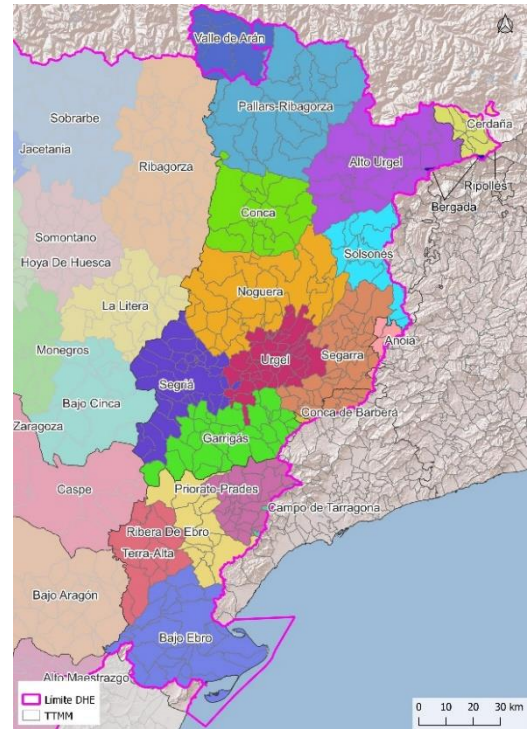 Valle de Arán
Sobrarbe
Pallars-Ribagorza
Cerdaña
Jacetania
Ribagorza
Alto Urgel
Ripollés
Bergada
Conca
Somontano
Solsonés
Hoya De Huesca
Noguera
La Litera
Anoia
Monegros
Urgel
Segarra
Segriá
Bajo Cinca
Conca de Barberá
Zaragoza
Garrigás
Caspe
Priorato-Prades
Campo de Tarragona
Ribera De Ebro
Terra-Alta
Bajo Aragón
Bajo Ebro
Alto Maestrazgo
Límite DHE
TTMM
0 10 20 30 km